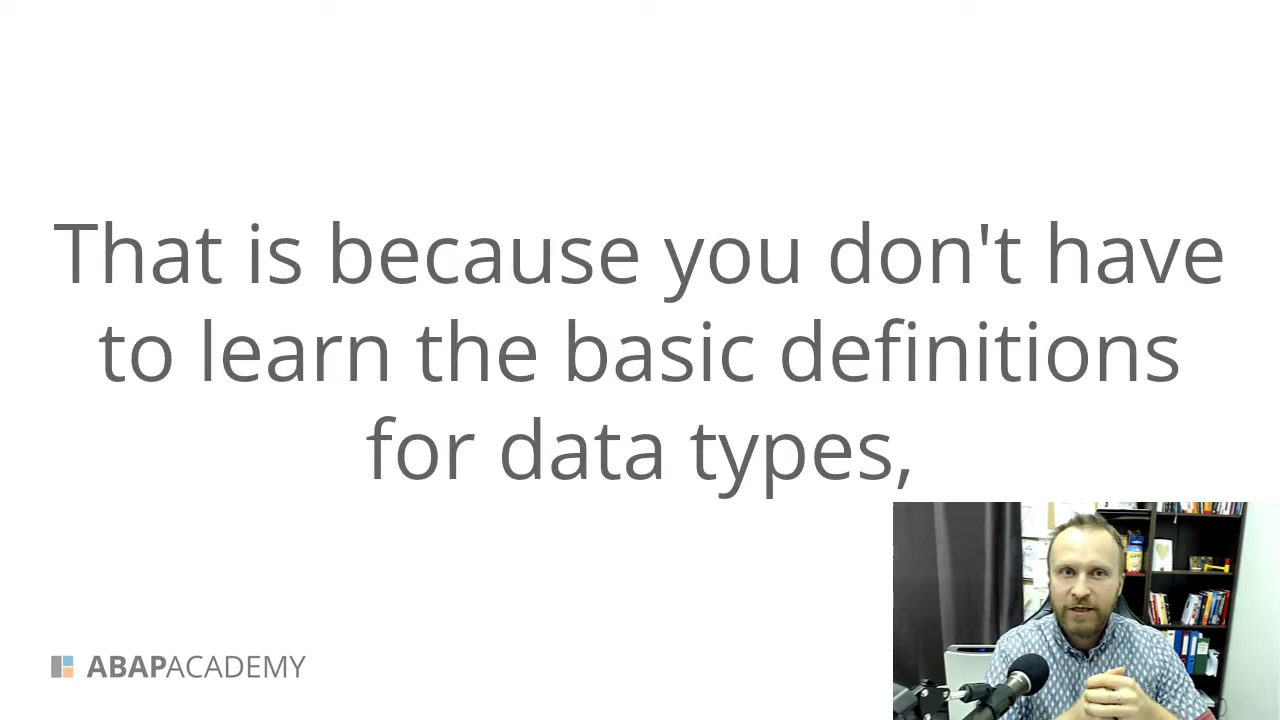 That is because you don't have
to learn the basic definitions
for data types,
ABAPACADEMY